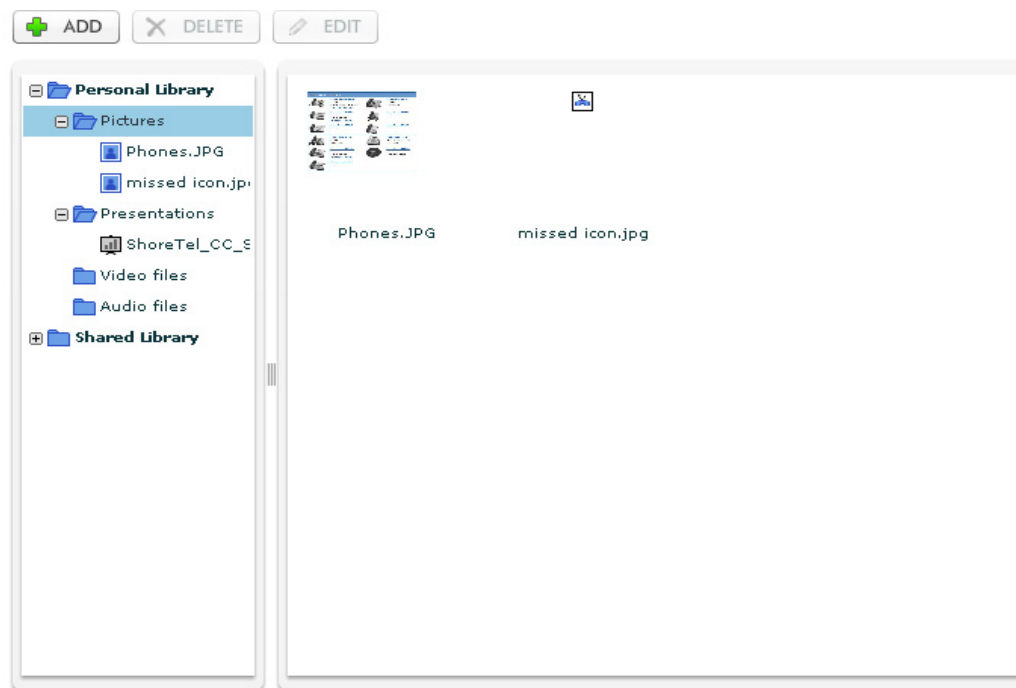 ADD DELETE EDIT
Personal Library
Pictures
Phones.JPG
missed icon.jp
Presentations
ShoreTel_CC_S
Video files
Audio files
Shared Library
Phones.JPG missed icon.jpg